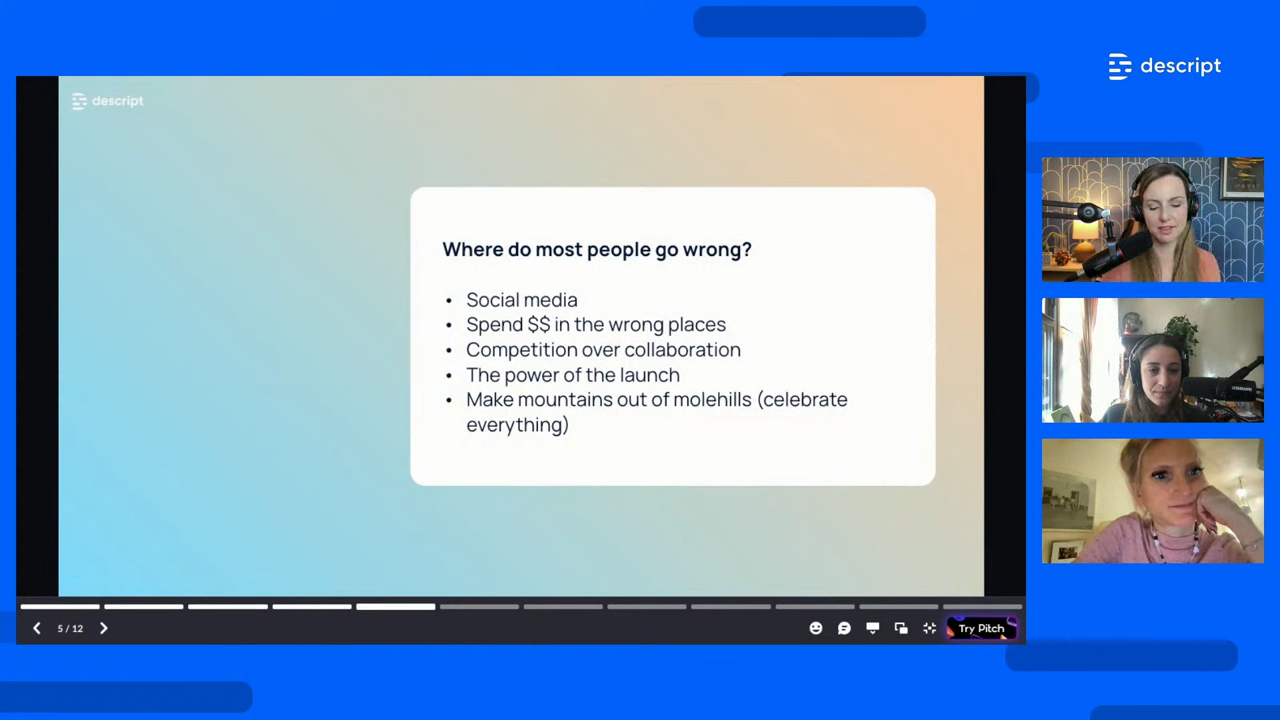 descript
descript
Where do most people go wrong?
• Social media
• Spend $$ in the wrong places
• Competition over collaboration
• The power of the launch
• Make mountains out of molehills (celebrate
everything)
5 / 12
Try Pitch